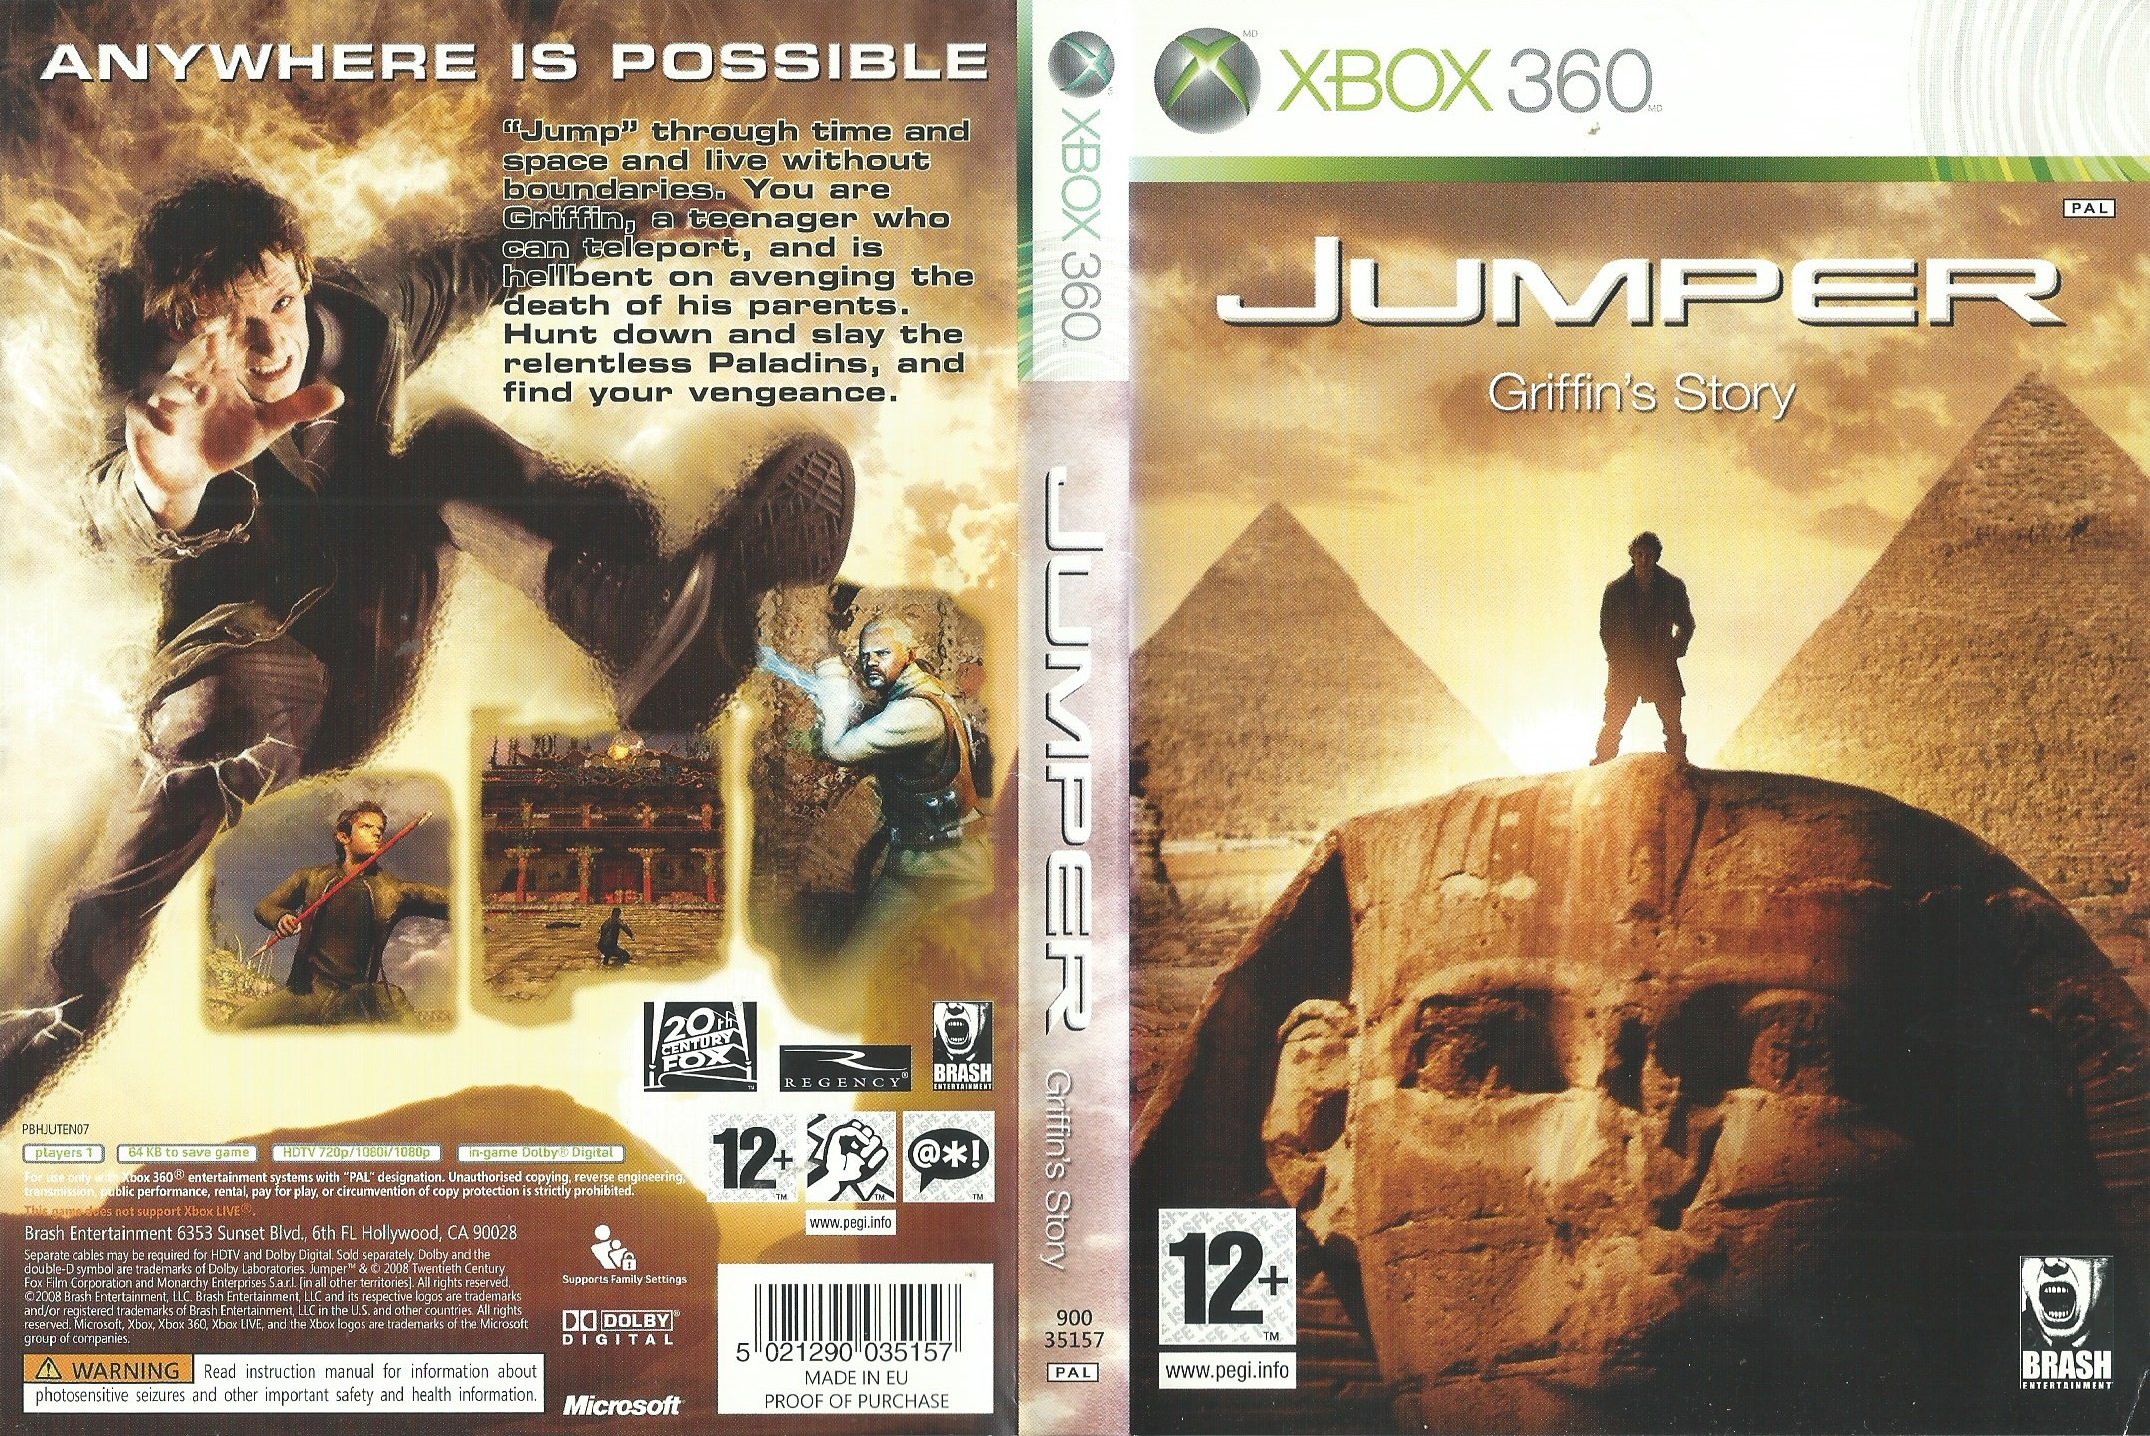 ANYWHERE IS POSSIBLE
“Jump” through time and
space and live without
boundaries. You are
Griffin, a teenager who
can teleport, and is
hellbent on avenging the
death of his parents.
Hunt down and slay the
relentless Paladins, and
find your vengeance.
20TH
CENTURY
FOX
TM
REGENCY®
BRASH
ENTERTAINMENT
PBHJUTEN07
players 1
64 KB to save game
HDTV 720p/1080i/1080p
in-game Dolby® Digital
For use only with Xbox 360® entertainment systems with "PAL" designation. Unauthorised copying, reverse engineering,
transmission, public performance, rental, pay for play, or circumvention of copy protection is strictly prohibited.
This game does not support Xbox LIVE®.
Brash Entertainment 6353 Sunset Blvd., 6th FL Hollywood, CA 90028
Separate cables may be required for HDTV and Dolby Digital. Sold separately. Dolby and the
double-D symbol are trademarks of Dolby Laboratories. Jumper™ & © 2008 Twentieth Century
Fox Film Corporation and Monarchy Enterprises S.a.r.l. [in all other territories]. All rights reserved.
©2008 Brash Entertainment, LLC. Brash Entertainment, LLC and its respective logos are trademarks
and/or registered trademarks of Brash Entertainment, LLC in the U.S. and other countries. All rights
reserved. Microsoft, Xbox, Xbox 360, Xbox LIVE, and the Xbox logos are trademarks of the Microsoft
group of companies.
WARNING Read instruction manual for information about
photosensitive seizures and other important safety and health information.
12+
TM
TM
@*!
TM
www.pegi.info
Supports Family Settings
DOLBY®
DIGITAL
Microsoft®
5 021290 035157
MADE IN EU
PROOF OF PURCHASE
XBOX 360
JUMPER
Griffin's Story
900
35157
PAL
MD
XBOX 360
MD
PAL
JUMPER
Griffin's Story
12+
TM
www.pegi.info
BRASH
ENTERTAINMENT